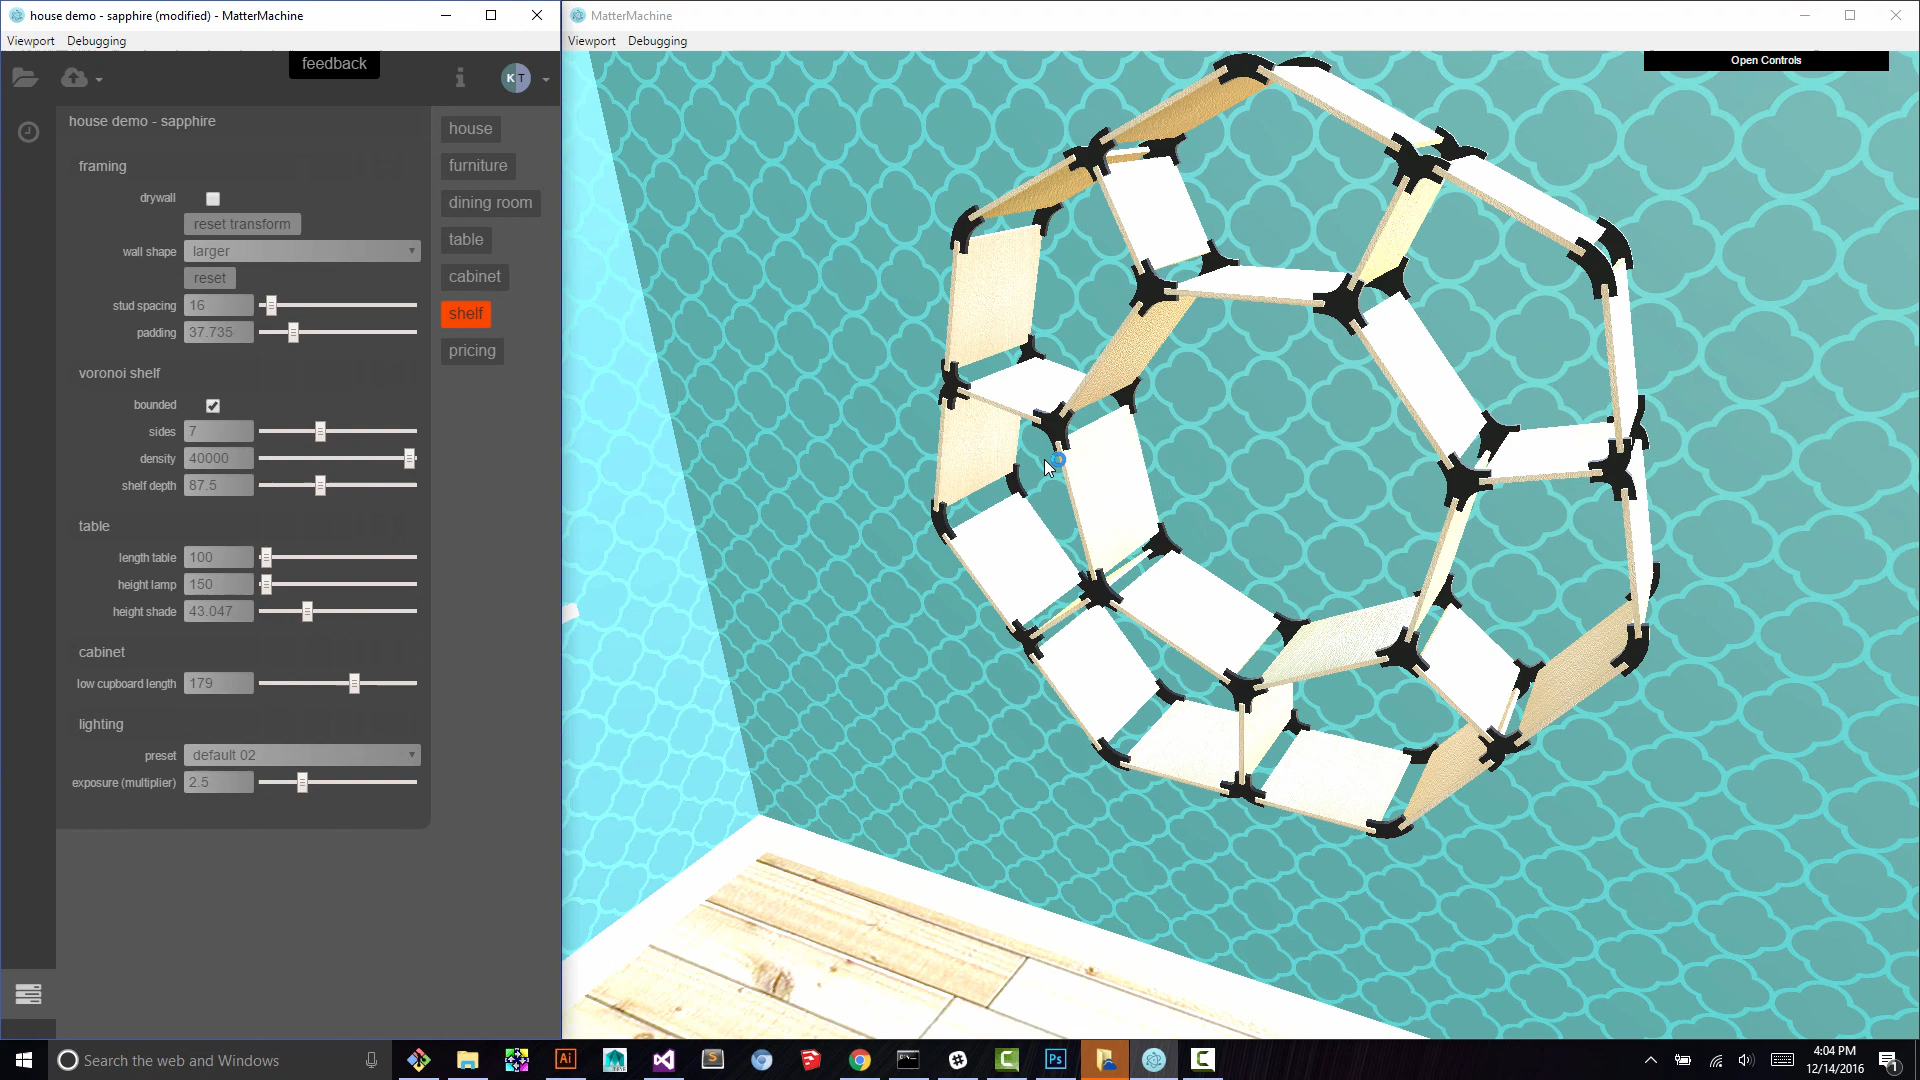 house demo - sapphire (modified) - MatterMachine
MatterMachine
Viewport Debugging
Viewport Debugging
feedback
Open Controls
KT
house demo - sapphire
house
framing
furniture
drywall
dining room
reset transform
table
wall shape larger
reset
cabinet
stud spacing 16
shelf
padding 37.735
pricing
voronoi shelf
bounded
sides 7
density 40000
shelf depth 87.5
table
length table 100
height lamp 150
height shade 43.047
cabinet
low cupboard length 179
lighting
preset default 02
exposure (multiplier) 2.5
Search the web and Windows
Ai
S
Ps
4:04 PM
12/14/2016
1